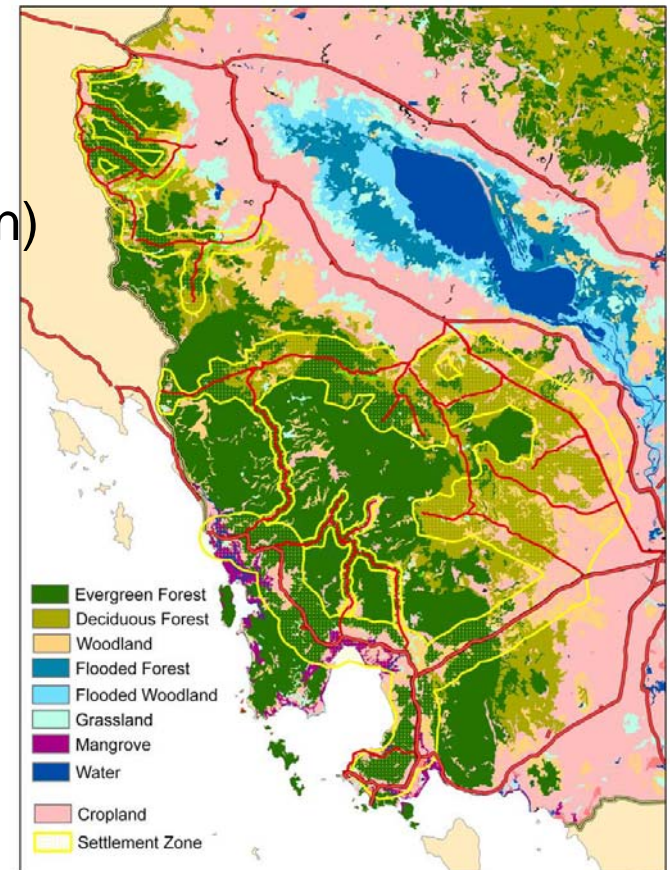 n)
Evergreen Forest
Deciduous Forest
Woodland
Flooded Forest
Flooded Woodland
Grassland
Mangrove
Water
Cropland
Settlement Zone